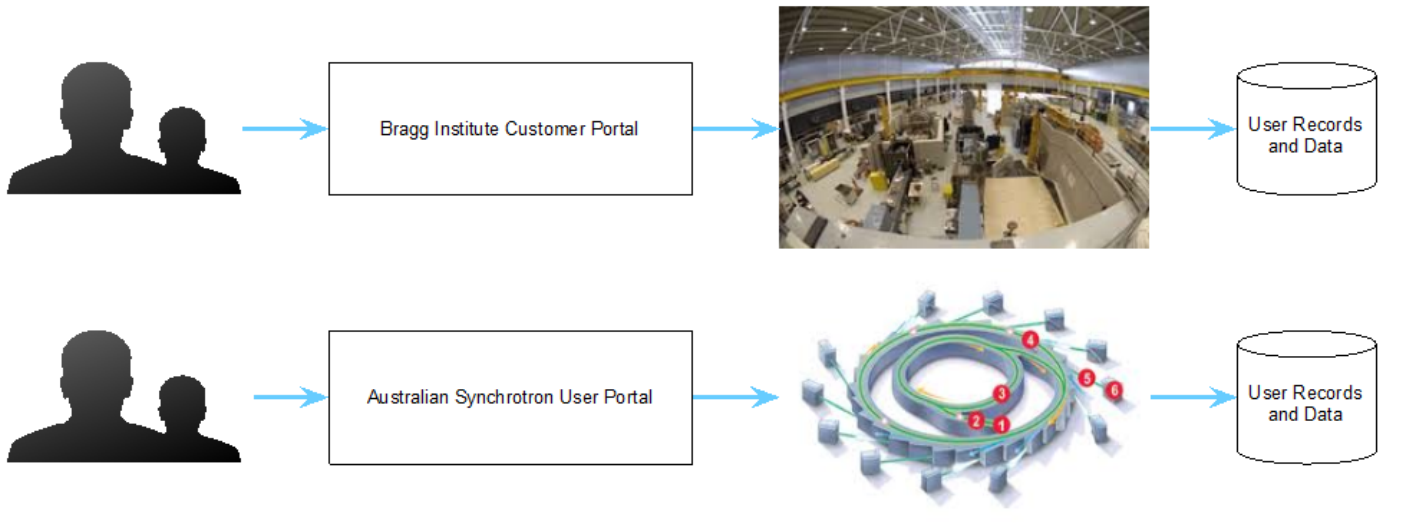 Bragg Institute Customer Portal
User Records
and Data
Australian Synchrotron User Portal
4
5
6
3
2
1
User Records
and Data